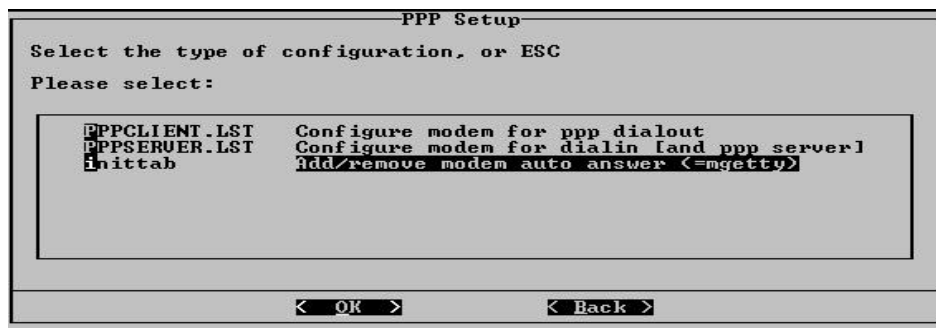 PPP Setup
Select the type of configuration, or ESC
Please select:
PPPCLIENT.LST Configure modem for ppp dialout
PPPSERVER.LST Configure modem for dialin [and ppp server]
inittab Add/remove modem auto answer (=mgetty)
< OK > < Back >